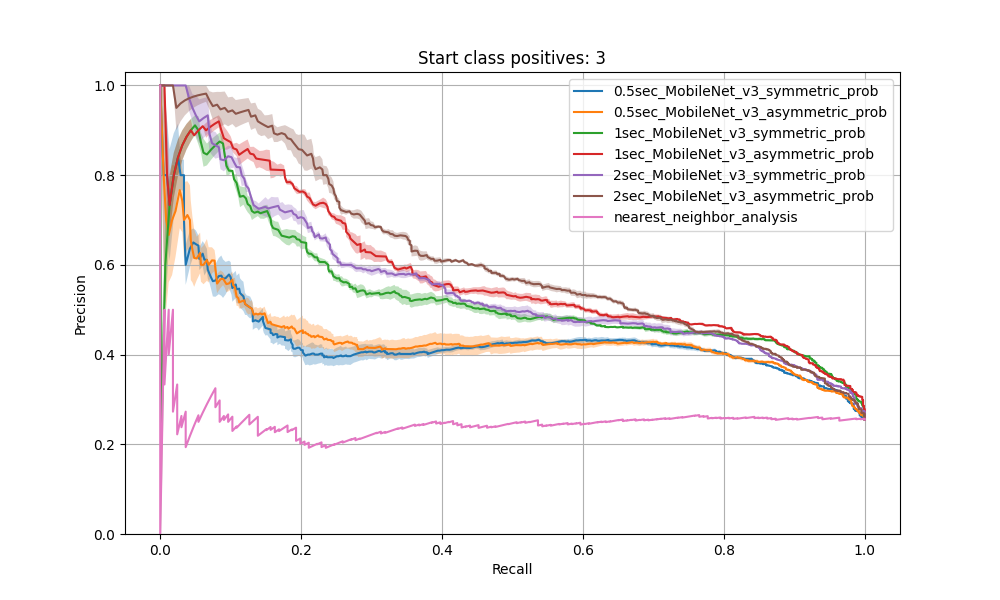 Start class positives: 3
1.0
0.8
0.6
0.4
0.2
0.0
Precision
0.5sec_MobileNet_v3_symmetric_prob
0.5sec_MobileNet_v3_asymmetric_prob
1sec_MobileNet_v3_symmetric_prob
1sec_MobileNet_v3_asymmetric_prob
2sec_MobileNet_v3_symmetric_prob
2sec_MobileNet_v3_asymmetric_prob
nearest_neighbor_analysis
0.0 0.2 0.4 0.6 0.8 1.0
Recall